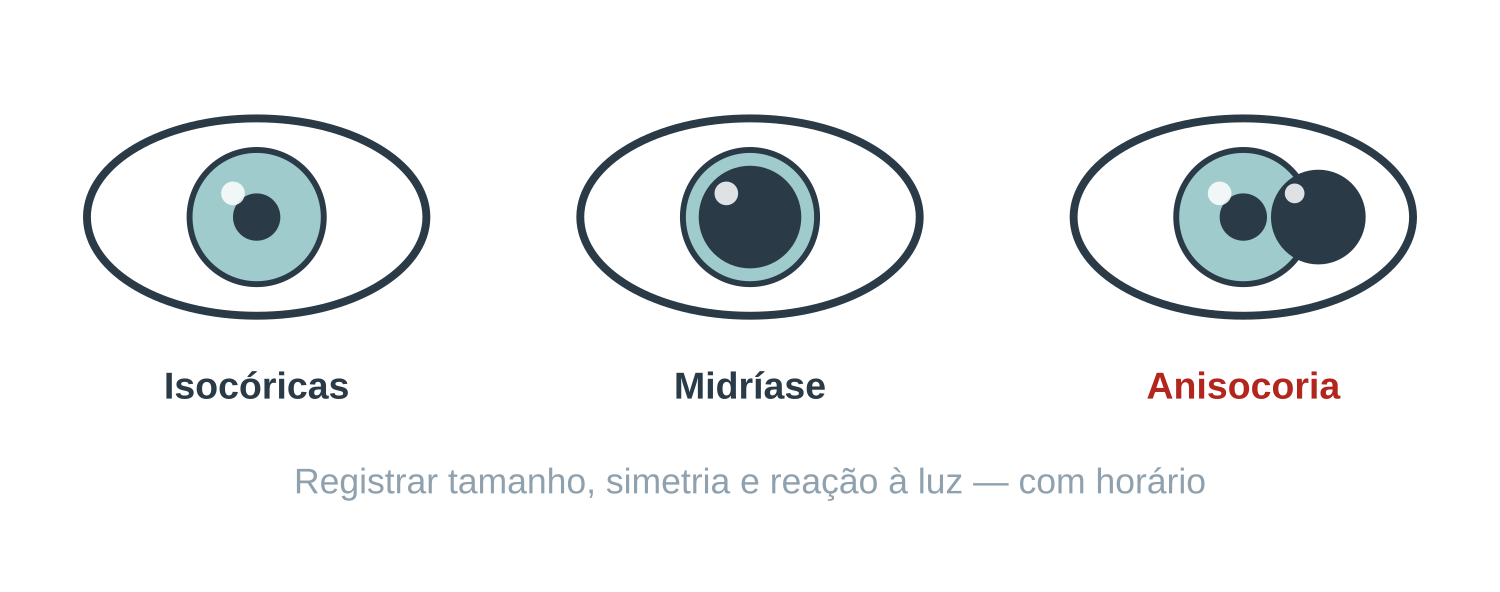 Isocóricas
Midríase
Anisocoria
Registrar tamanho, simetria e reação à luz — com horário